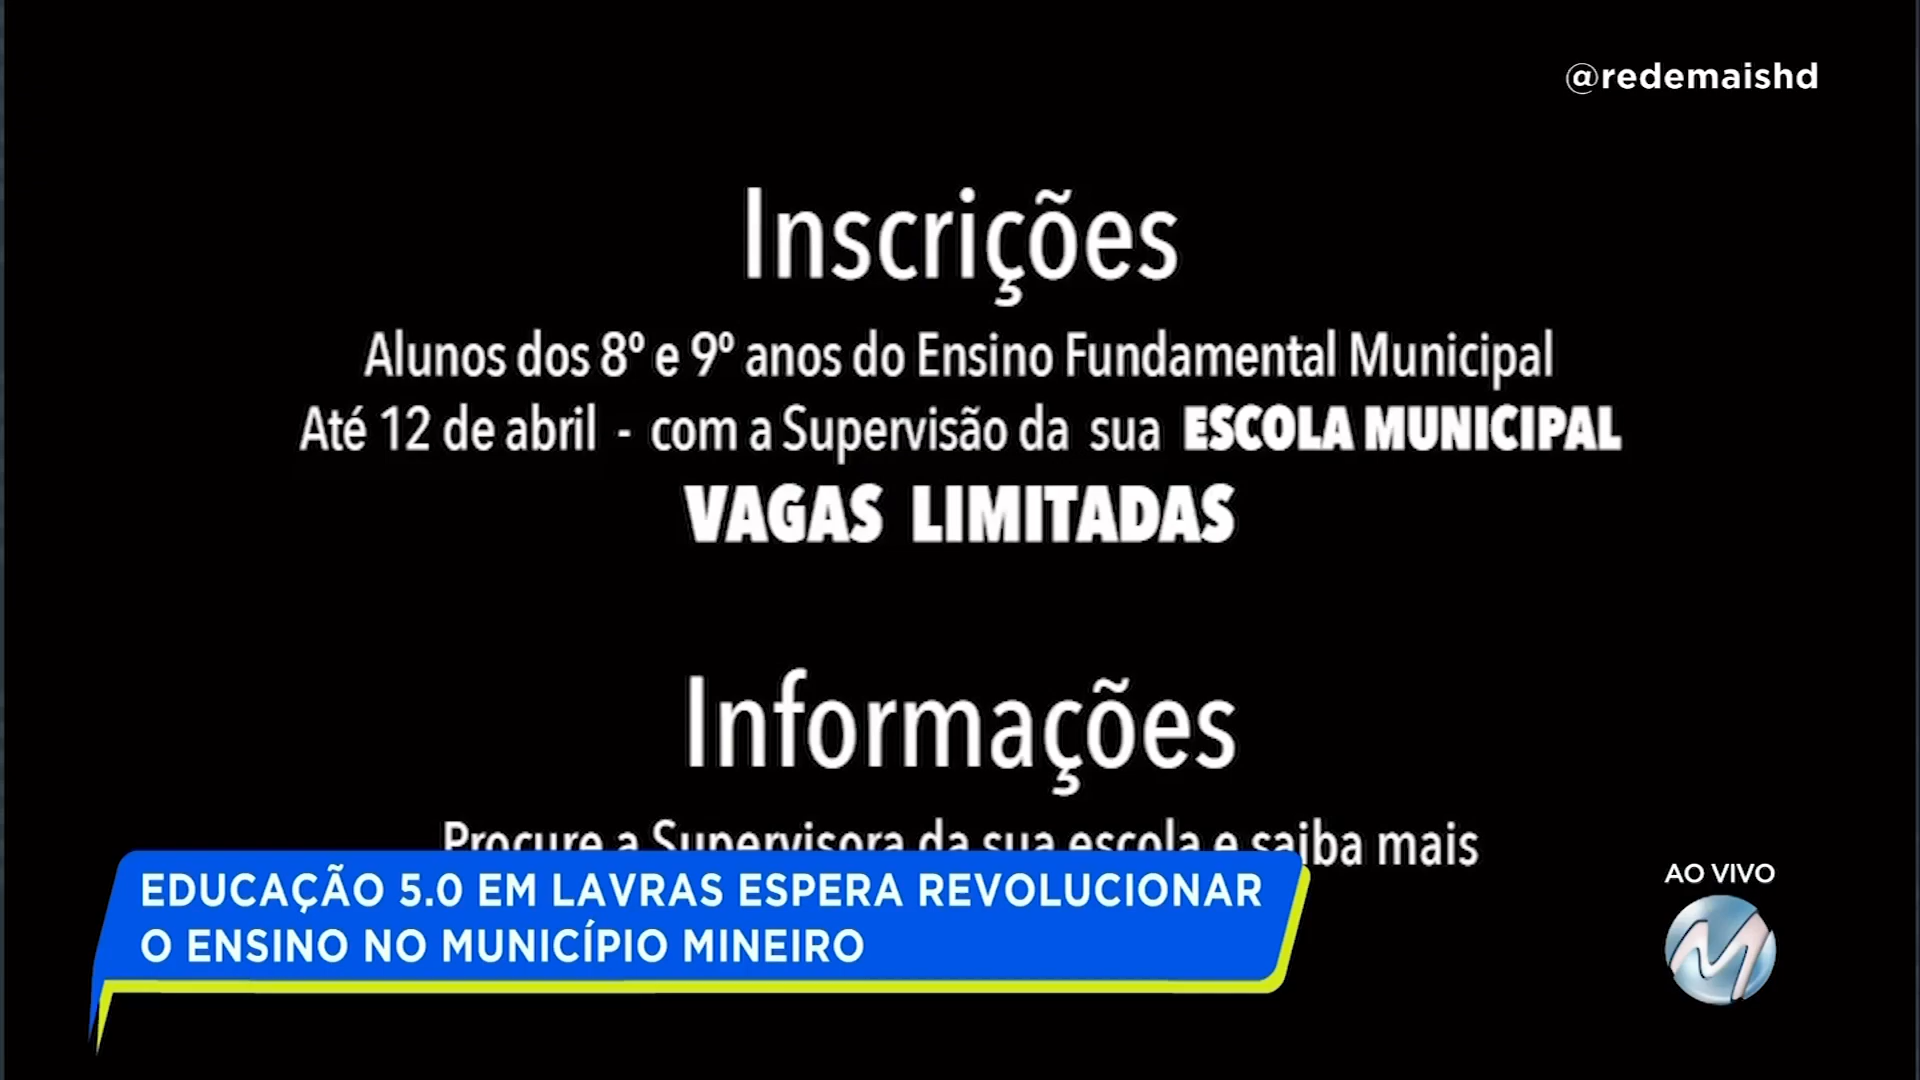 @redemaishd
Inscrições
Alunos dos 8º e 9º anos do Ensino Fundamental Municipal
Até 12 de abril - com a Supervisão da sua ESCOLA MUNICIPAL
VAGAS LIMITADAS
Informações
Procure a Supervisora da sua escola e saiba mais
EDUCAÇÃO 5.0 EM LAVRAS ESPERA REVOLUCIONAR
O ENSINO NO MUNICÍPIO MINEIRO
AO VIVO
M